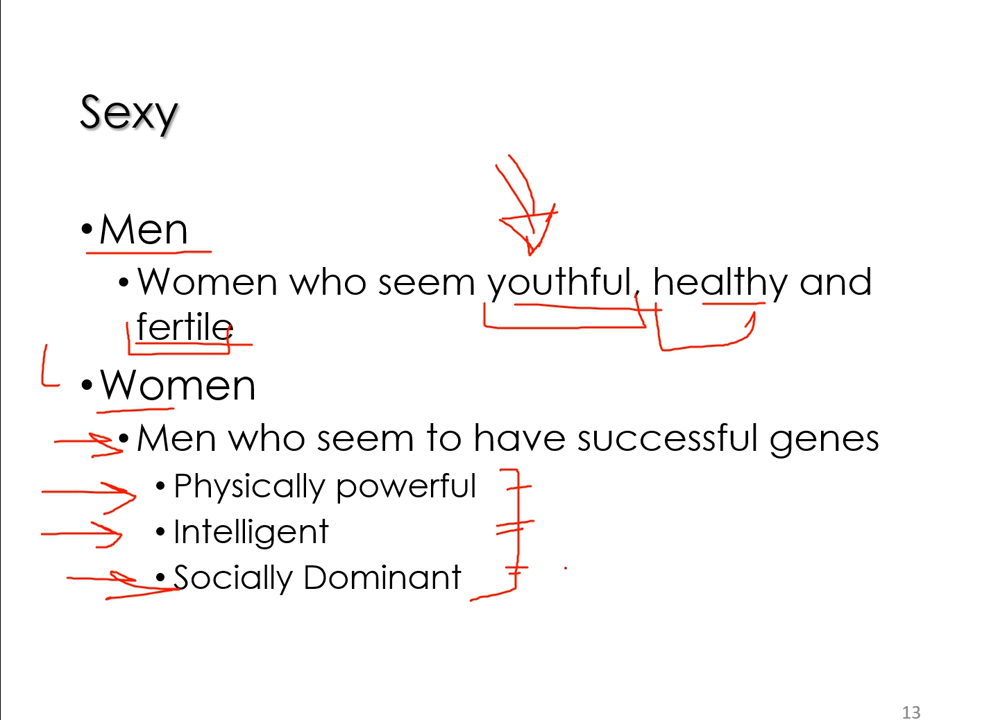 Sexy
•Men
•Women who seem youthful, healthy and
fertile
•Women
•Men who seem to have successful genes
•Physically powerful
•Intelligent
•Socially Dominant
13